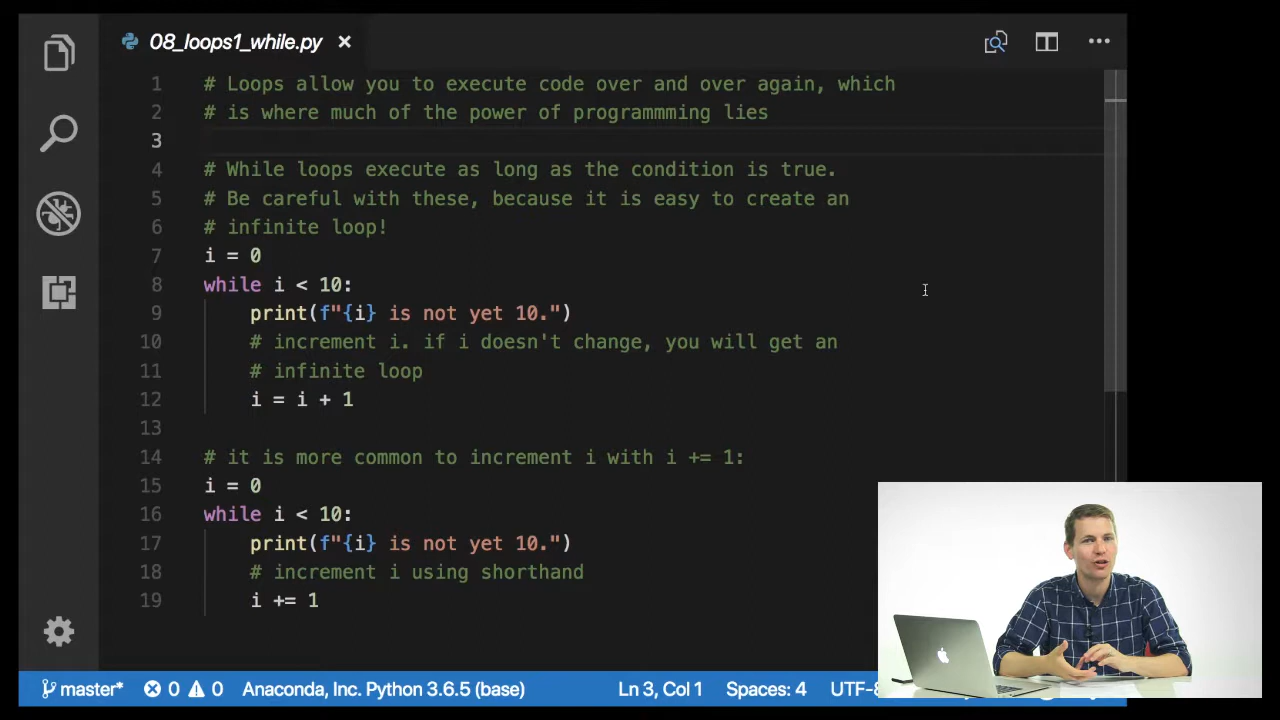 08_loops1_while.py
1 # Loops allow you to execute code over and over again, which
2 # is where much of the power of programmming lies
3
4 # While loops execute as long as the condition is true.
5 # Be careful with these, because it is easy to create an
6 # infinite loop!
7 i = 0
8 while i < 10:
9 print(f"{i} is not yet 10.")
10 # increment i. if i doesn't change, you will get an
11 # infinite loop
12 i = i + 1
13
14 # it is more common to increment i with i += 1:
15 i = 0
16 while i < 10:
17 print(f"{i} is not yet 10.")
18 # increment i using shorthand
19 i += 1
master* 0 0 Anaconda, Inc. Python 3.6.5 (base) Ln 3, Col 1 Spaces: 4